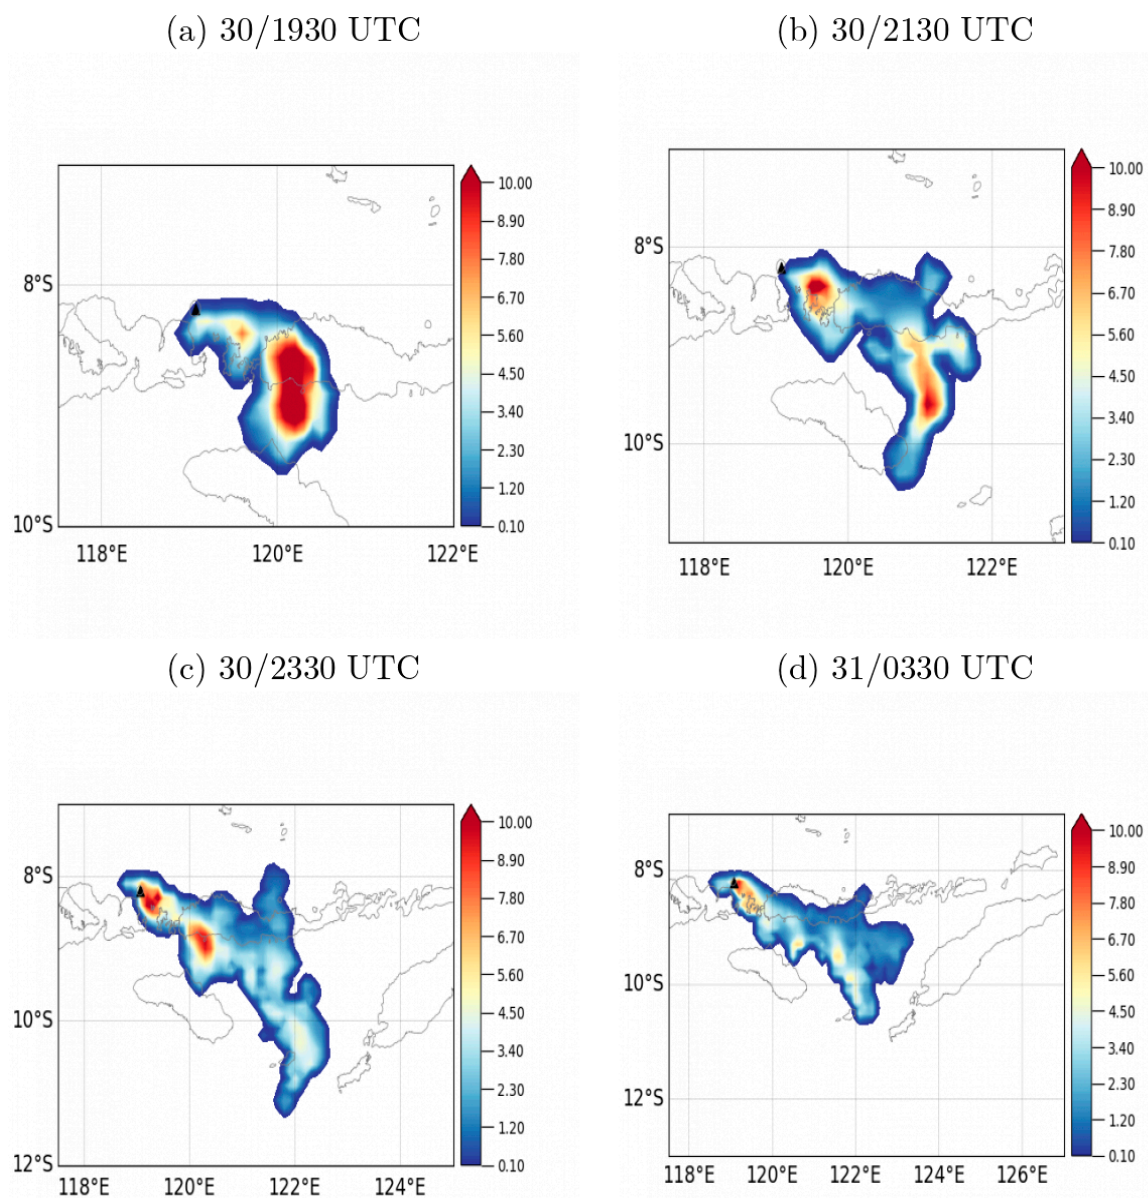 (a) 30/1930 UTC
(b) 30/2130 UTC
10.00
8.90
7.80
6.70
5.60
4.50
3.40
2.30
1.20
0.10
8°S
10°S
118°E 120°E 122°E
10.00
8.90
7.80
6.70
5.60
4.50
3.40
2.30
1.20
0.10
8°S
10°S
118°E 120°E 122°E
(c) 30/2330 UTC
(d) 31/0330 UTC
10.00
8.90
7.80
6.70
5.60
4.50
3.40
2.30
1.20
0.10
8°S
10°S
12°S
118°E 120°E 122°E 124°E
10.00
8.90
7.80
6.70
5.60
4.50
3.40
2.30
1.20
0.10
8°S
10°S
12°S
118°E 120°E 122°E 124°E 126°E